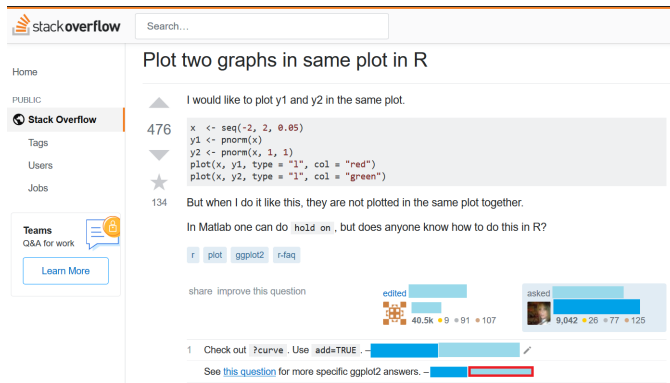 stackoverflow
Search...
Home
PUBLIC
Stack Overflow
Tags
Users
Jobs
Teams
Q&A for work
Learn More
Plot two graphs in same plot in R
476
134
I would like to plot y1 and y2 in the same plot.
x  <- seq(-2, 2, 0.05)
y1 <- pnorm(x)
y2 <- pnorm(x, 1, 1)
plot(x, y1, type = "l", col = "red")
plot(x, y2, type = "l", col = "green")
But when I do it like this, they are not plotted in the same plot together.
In Matlab one can do hold on , but does anyone know how to do this in R?
r plot ggplot2 r-faq
share improve this question
edited
40.5k 9 91 107
asked
9,042 26 77 125
1 Check out ?curve . Use add=TRUE . –
See this question for more specific ggplot2 answers. –